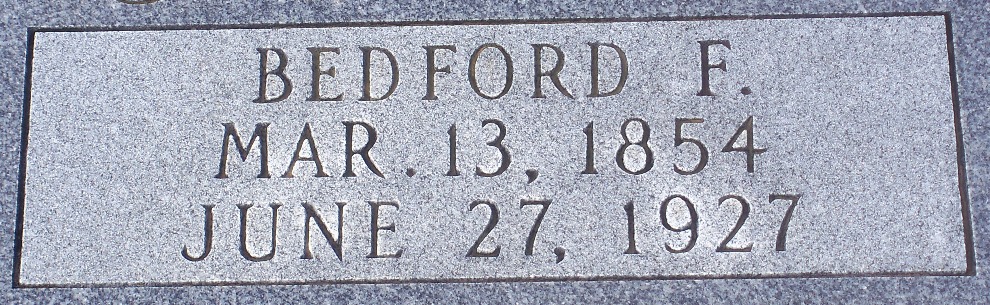 BEDFORD F.
MAR. 13, 1854
JUNE 27, 1927